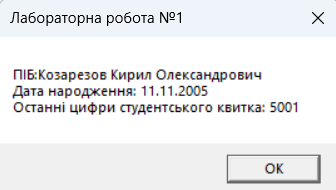 Лабораторна робота №1
ПІБ:Козарезов Кирил Олександрович
Дата народження: 11.11.2005
Останні цифри студентського квитка: 5001
OK